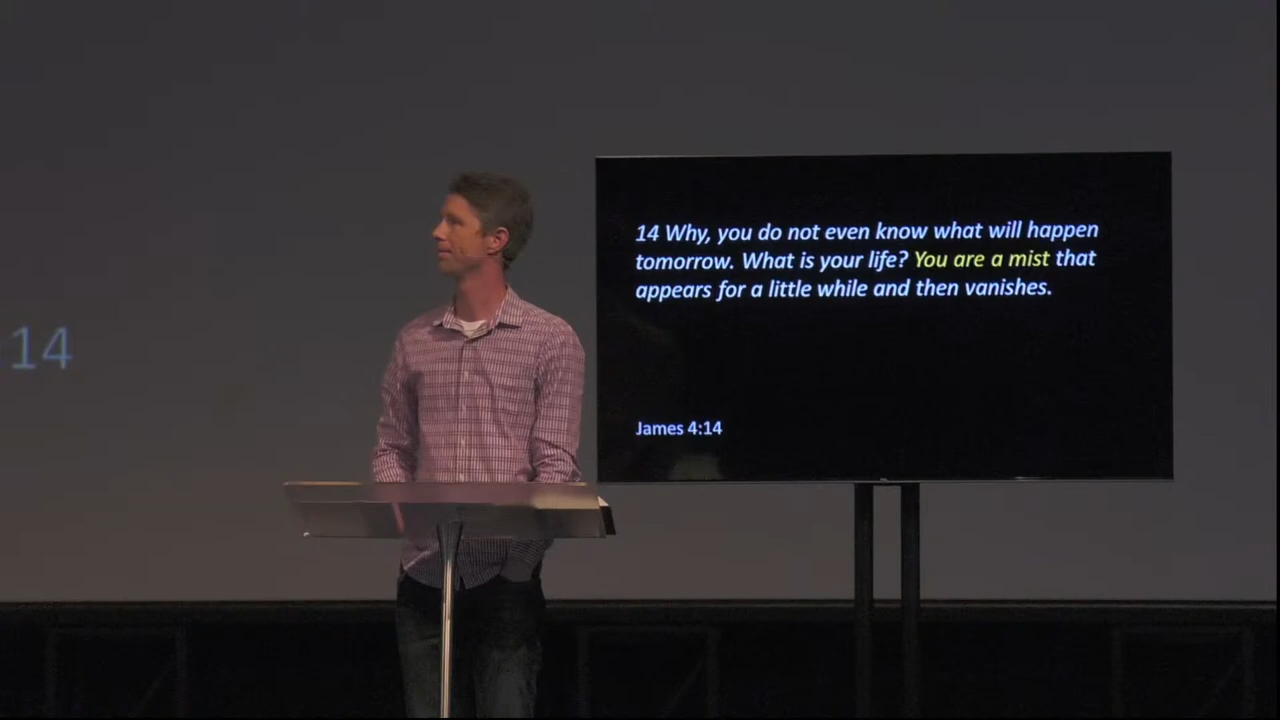 14 Why, you do not even know what will happen
tomorrow. What is your life? You are a mist that
appears for a little while and then vanishes.
James 4:14
14